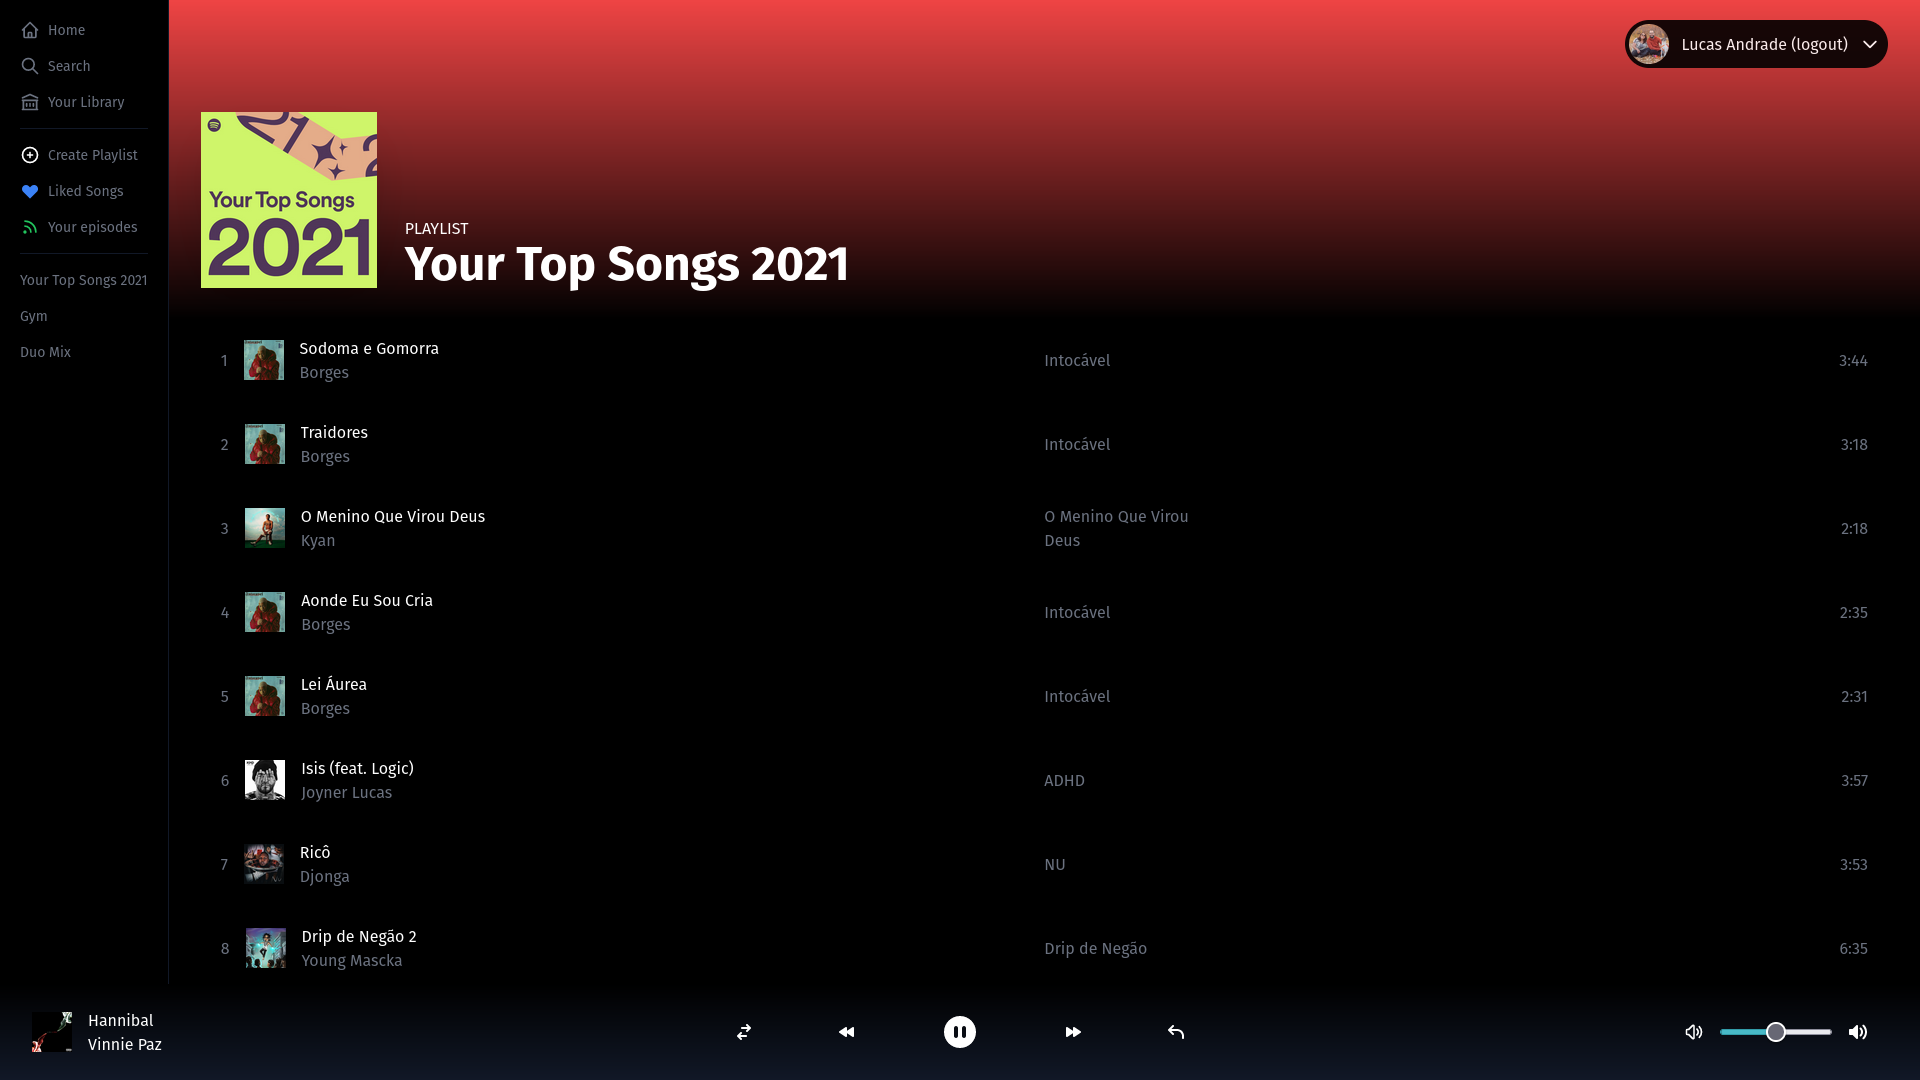 Home
Search
Your Library
Create Playlist
Liked Songs
Your episodes
Your Top Songs 2021
Gym
Duo Mix
Lucas Andrade (logout)
Your Top Songs
2021
PLAYLIST
Your Top Songs 2021
1 Sodoma e Gomorra Intocável 3:44
Borges
2 Traidores Intocável 3:18
Borges
3 O Menino Que Virou Deus O Menino Que Virou 2:18
Kyan Deus
4 Aonde Eu Sou Cria Intocável 2:35
Borges
5 Lei Áurea Intocável 2:31
Borges
6 Isis (feat. Logic) ADHD 3:57
Joyner Lucas
7 Ricô NU 3:53
Djonga
8 Drip de Negão 2 Drip de Negão 6:35
Young Mascka
Hannibal
Vinnie Paz